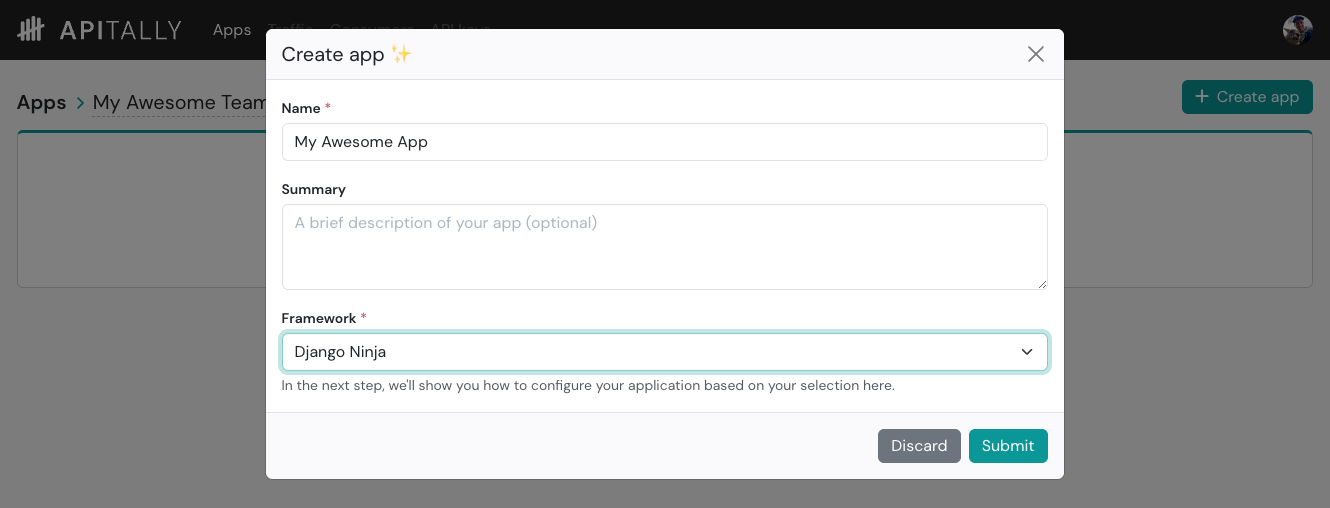 APITALLY Apps Traffic Consumers API keys
Create app ✨
Apps > My Awesome Team
+ Create app
Name *
My Awesome App
Summary
A brief description of your app (optional)
Framework *
Django Ninja
In the next step, we'll show you how to configure your application based on your selection here.
Discard Submit